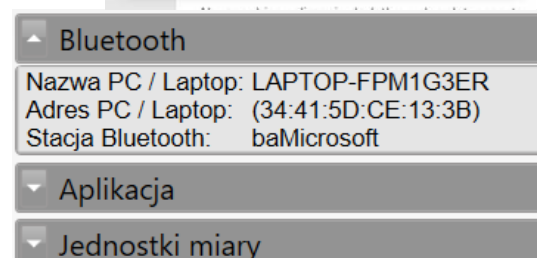 Bluetooth
Nazwa PC / Laptop: LAPTOP-FPM1G3ER
Adres PC / Laptop: (34:41:5D:CE:13:3B)
Stacja Bluetooth: baMicrosoft
Aplikacja
Jednostki miary